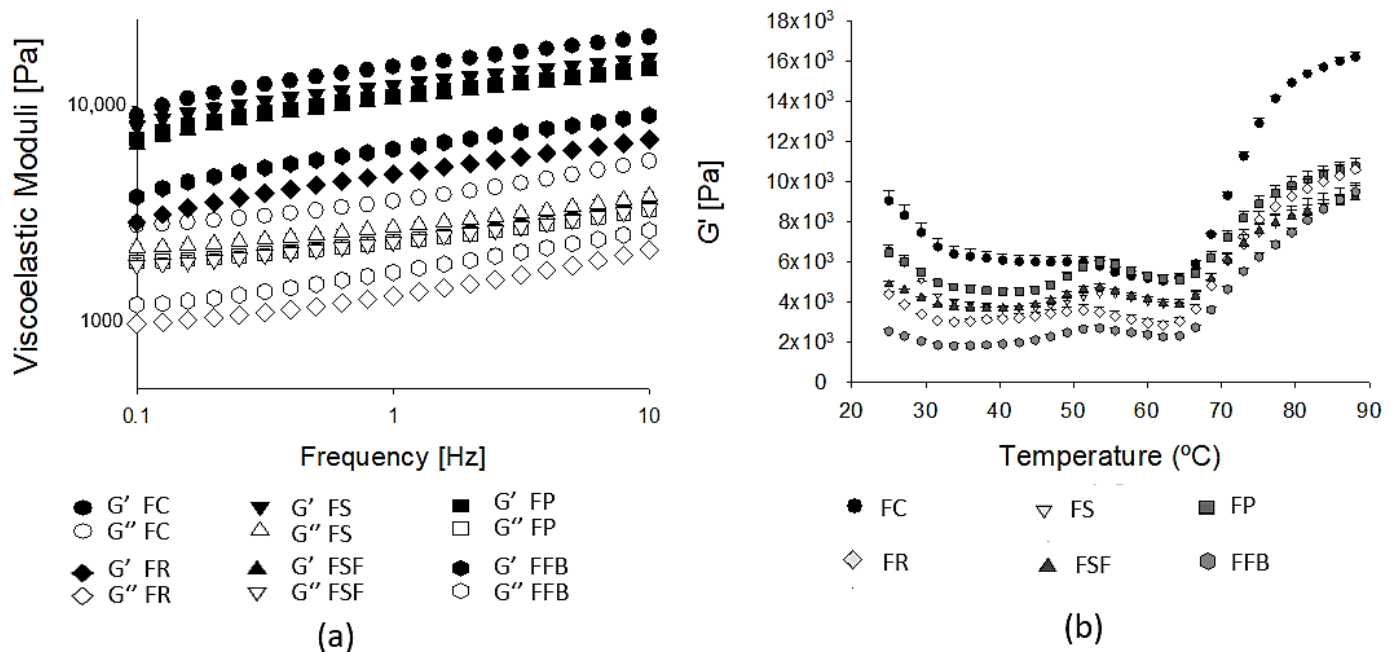 Viscoelastic Moduli [Pa]
10,000
1000
0.1
1
10
Frequency [Hz]
G' FC
G'' FC
G' FS
G'' FS
G' FP
G'' FP
G' FR
G'' FR
G' FSF
G'' FSF
G' FFB
G'' FFB
(a)
G' [Pa]
18x10³
16x10³
14x10³
12x10³
10x10³
8x10³
6x10³
4x10³
2x10³
0
20 30 40 50 60 70 80 90
Temperature (ºC)
FC
FS
FP
FR
FSF
FFB
(b)